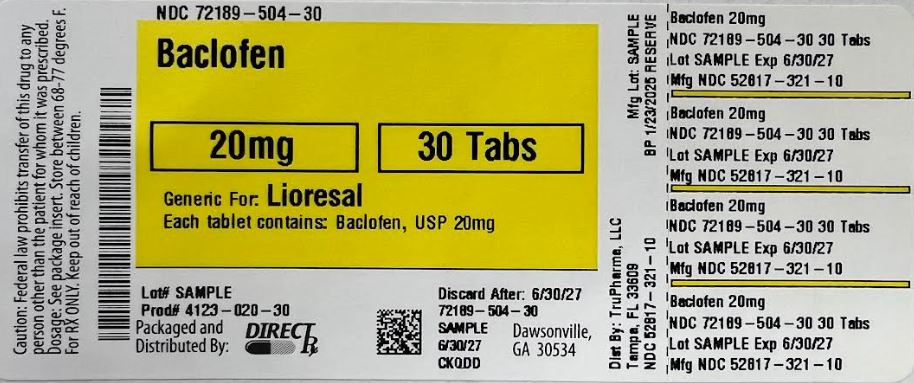 Caution: Federal law prohibits transfer of this drug to any
person other than the patient for whom it was prescribed.
Dosage: See package insert. Store between 68-77 degrees F.
For RX ONLY. Keep out of reach of children.
NDC 72189-504-30
Baclofen
20mg
30 Tabs
Generic For: Lioresal
Each tablet contains: Baclofen, USP 20mg
Lot# SAMPLE
Prod# 4123-020-30
Packaged and
Distributed By:
DIRECT Rx
Discard After: 6/30/27
72189-504-30
SAMPLE
6/30/27
CKQDD
Dawsonville,
GA 30534
Mfg Lot: SAMPLE
BP 1/23/2025 RESERVE
Dist By: TruPharma, LLC
Tampa, FL 33609
NDC 52817-321-10
Baclofen 20mg
NDC 72189-504-30 30 Tabs
Lot SAMPLE Exp 6/30/27
Mfg NDC 52817-321-10
Baclofen 20mg
NDC 72189-504-30 30 Tabs
Lot SAMPLE Exp 6/30/27
Mfg NDC 52817-321-10
Baclofen 20mg
NDC 72189-504-30 30 Tabs
Lot SAMPLE Exp 6/30/27
Mfg NDC 52817-321-10
Baclofen 20mg
NDC 72189-504-30 30 Tabs
Lot SAMPLE Exp 6/30/27
Mfg NDC 52817-321-10